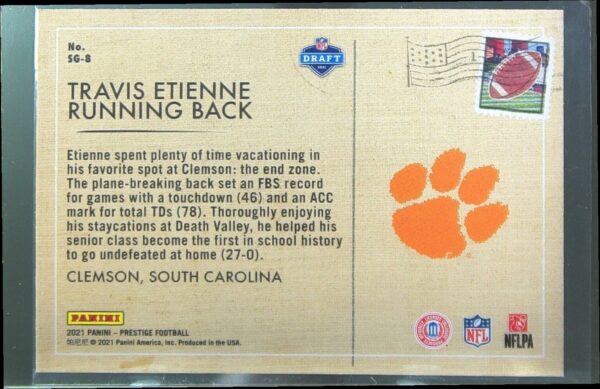 No.
SG-8
NFL
DRAFT
TRAVIS ETIENNE
RUNNING BACK
Etienne spent plenty of time vacationing in
his favorite spot at Clemson: the end zone.
The plane-breaking back set an FBS record
for games with a touchdown (46) and an ACC
mark for total TDs (78). Thoroughly enjoying
his staycations at Death Valley, he helped his
senior class become the first in school history
to go undefeated at home (27-0).
CLEMSON, SOUTH CAROLINA
PANINI
2021 PANINI – PRESTIGE FOOTBALL
帕尼尼 © 2021 Panini America, Inc. Produced in the USA.
NFL
NFLPA